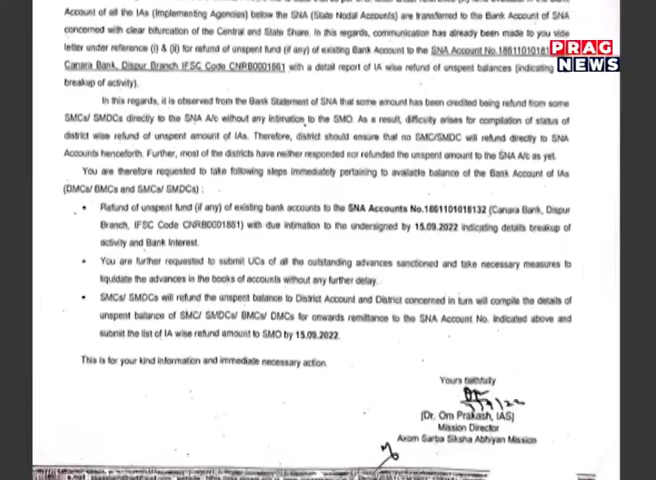 Account of all the IAs (Implementing Agencies) below the SNA (State Nodal Accounts) are transferred to the Bank Account of SNA
concerned with clear bifurcation of the Central and State Share. In this regards, communication has already been made to you vide
letter under reference (i) & (ii) for refund of unspent fund (if any) of existing Bank Account to the SNA Account No.
Canara Bank, Dispur Branch IFSC Code CNRB0001861 with a detail report of IA wise refund of unspent balances (indicating
breakup of activity).
PRAG
NEWS
In this regards, it is observed from the Bank Statement of SNA that some amount has been credited being refund from some
SMCs/ SMDCs directly to the SNA A/c without any intimation to the SMO. As a result, difficulty arises for compilation of status of
district wise refund of unspent amount of IAs. Therefore, district should ensure that no SMC/SMDC will refund directly to SNA
Accounts henceforth. Further, most of the districts have neither responded nor refunded the unspent amount to the SNA A/c as yet.
You are therefore requested to take following steps immediately pertaining to available balance of the Bank Account of IAs
(DMCs/ BMCs and SMCs/ SMDCs) :
• Refund of unspent fund (if any) of existing bank accounts to the SNA Accounts No.1861101018132 (Canara Bank, Dispur
Branch, IFSC Code CNRB0001861) with due intimation to the undersigned by 15.09.2022 indicating details breakup of
activity and Bank Interest.
• You are further requested to submit UCs of all the outstanding advances sanctioned and take necessary measures to
liquidate the advances in the books of accounts without any further delay.
• SMCs/ SMDCs will refund the unspent balance to District Account and District concerned in turn will compile the details of
unspent balance of SMC/ SMDCs/ BMCs/ DMCs for onwards remittance to the SNA Account No. indicated above and
submit the list of IA wise refund amount to SMO by 15.09.2022.
This is for your kind information and immediate necessary action.
Yours faithfully
(Dr. Om Prakash, IAS)
Mission Director
Axom Sarba Siksha Abhiyan Mission